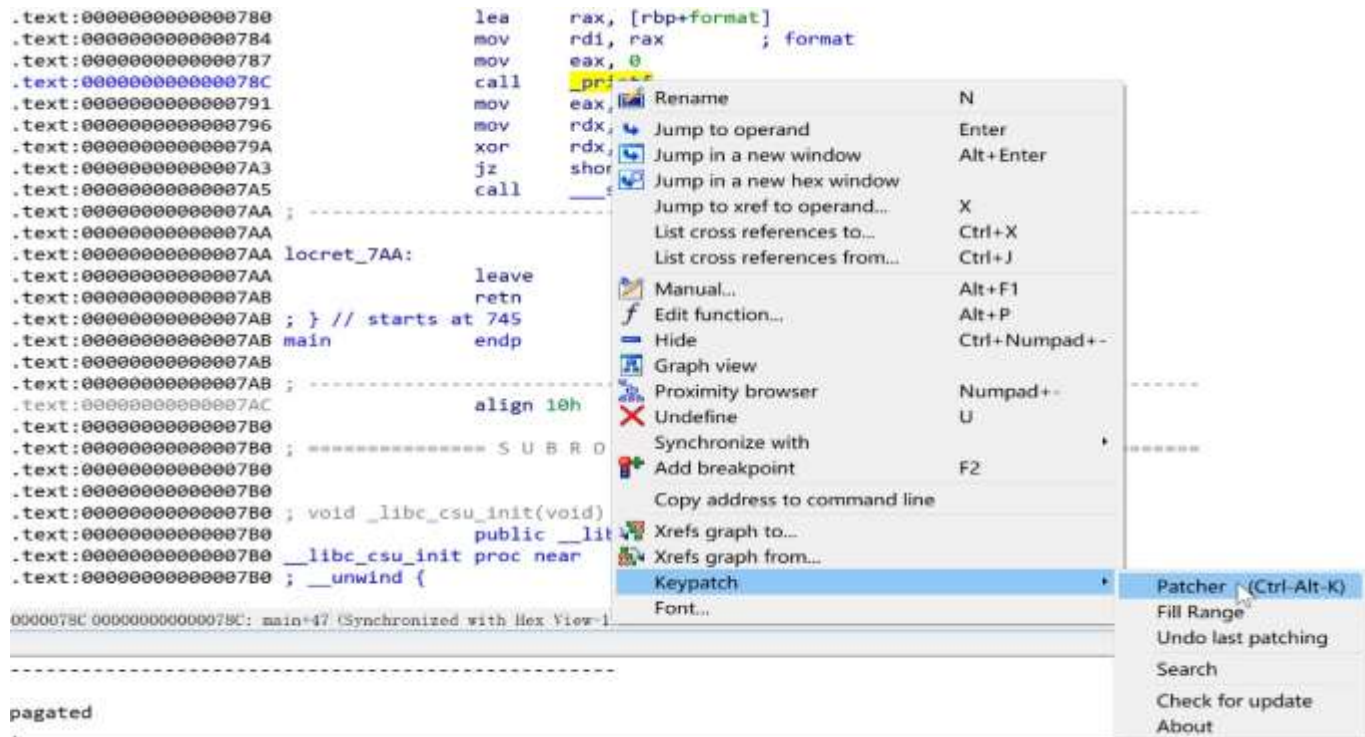 .text:0000000000000780 lea rax, [rbp+format]
.text:0000000000000784 mov rdi, rax ; format
.text:0000000000000787 mov eax, 0
.text:000000000000078C call _printf
.text:0000000000000791 mov eax,
.text:0000000000000796 mov rdx,
.text:000000000000079A xor rdx,
.text:00000000000007A3 jz shor
.text:00000000000007A5 call
.text:00000000000007AA ; ----------------------------------------
.text:00000000000007AA
.text:00000000000007AA locret_7AA:
.text:00000000000007AA leave
.text:00000000000007AB retn
.text:00000000000007AB ; } // starts at 745
.text:00000000000007AB main endp
.text:00000000000007AB
.text:00000000000007AB ; ----------------------------------------
.text:00000000000007AC align 10h
.text:00000000000007B0
.text:00000000000007B0 ; =============== S U B R O
.text:00000000000007B0
.text:00000000000007B0
.text:00000000000007B0 ; void _libc_csu_init(void)
.text:00000000000007B0 public __lib
.text:00000000000007B0 __libc_csu_init proc near
.text:00000000000007B0 ; __unwind {
0000078C 000000000000078C: main+47 (Synchronized with Hex View-1
pagated
Rename N
Jump to operand Enter
Jump in a new window Alt+Enter
Jump in a new hex window
Jump to xref to operand... X
List cross references to... Ctrl+X
List cross references from... Ctrl+J
Manual... Alt+F1
Edit function... Alt+P
Hide Ctrl+Numpad+-
Graph view
Proximity browser Numpad+-
Undefine U
Synchronize with
Add breakpoint F2
Copy address to command line
Xrefs graph to...
Xrefs graph from...
Keypatch
Font...
Patcher (Ctrl-Alt-K)
Fill Range
Undo last patching
Search
Check for update
About